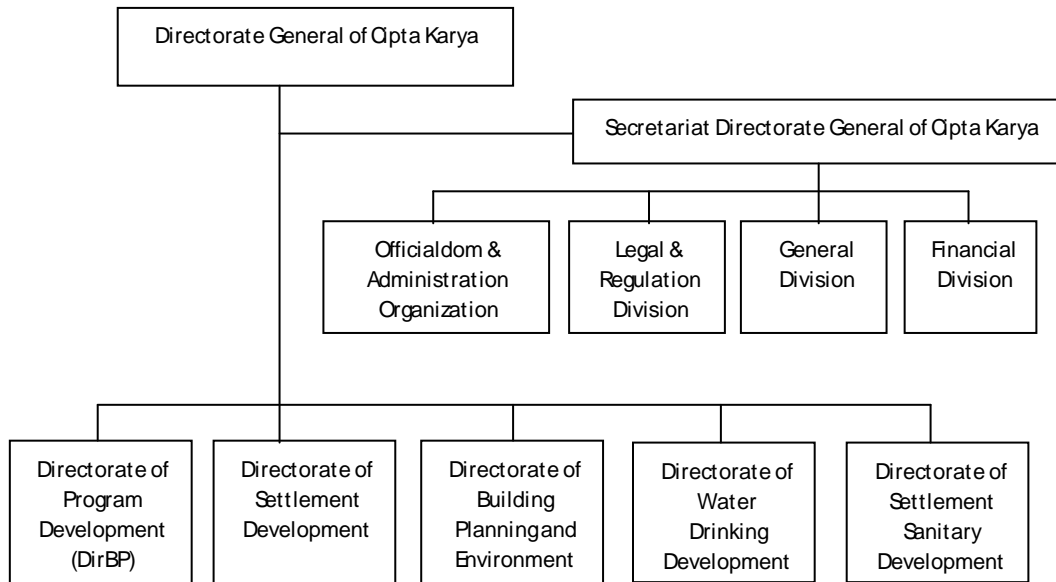 Directorate General of Cipta Karya
Secretariat Directorate General of Cipta Karya
Officialdom &
Administration
Organization
Legal &
Regulation
Division
General
Division
Financial
Division
Directorate of
Program
Development
(DirBP)
Directorate of
Settlement
Development
Directorate of
Building
Planning and
Environment
Directorate of
Water
Drinking
Development
Directorate of
Settlement
Sanitary
Development